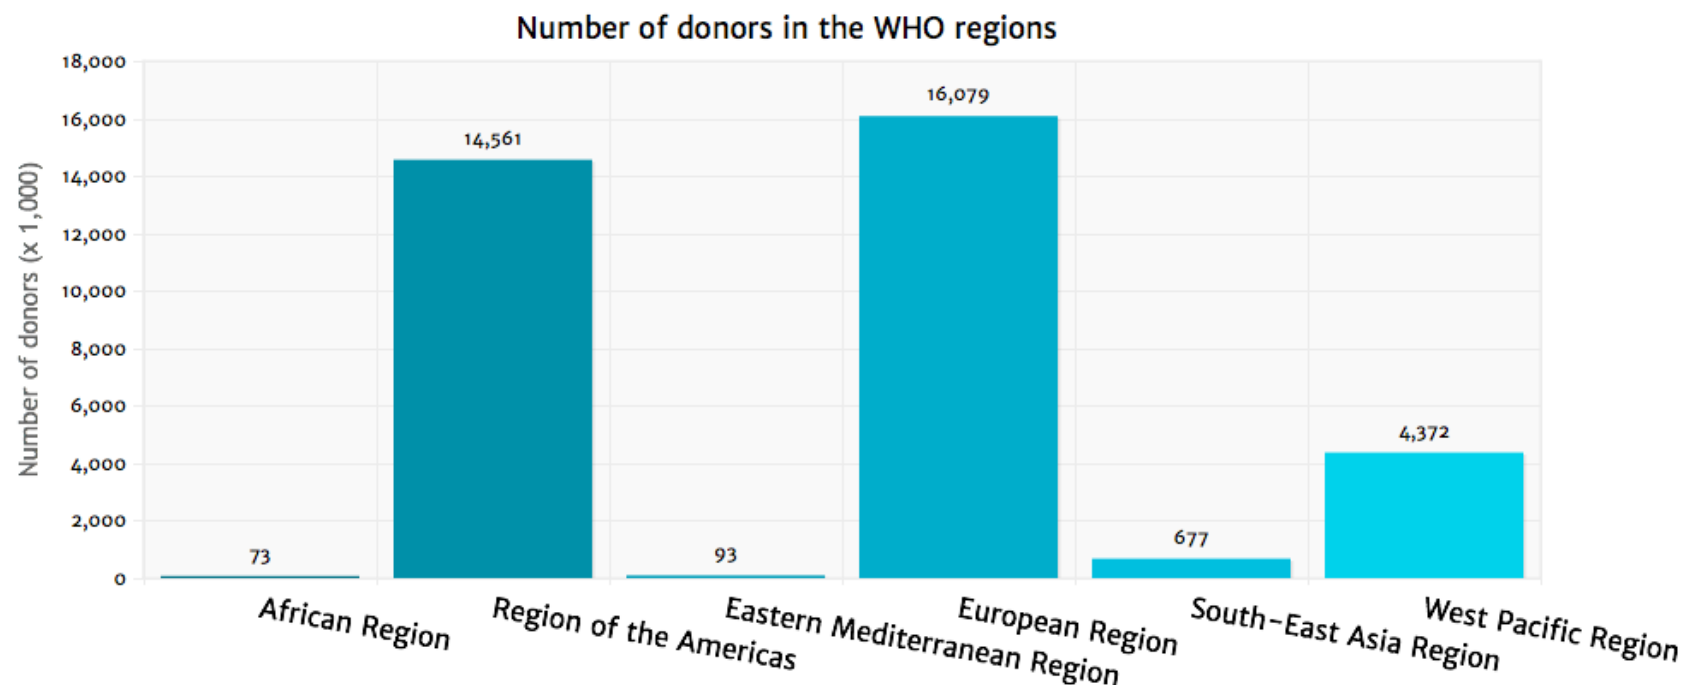 Number of donors in the WHO regions
Number of donors (x 1,000)
18,000
16,000
14,000
12,000
10,000
8,000
6,000
4,000
2,000
0
73
14,561
93
16,079
677
4,372
African Region
Region of the Americas
Eastern Mediterranean Region
European Region
South-East Asia Region
West Pacific Region